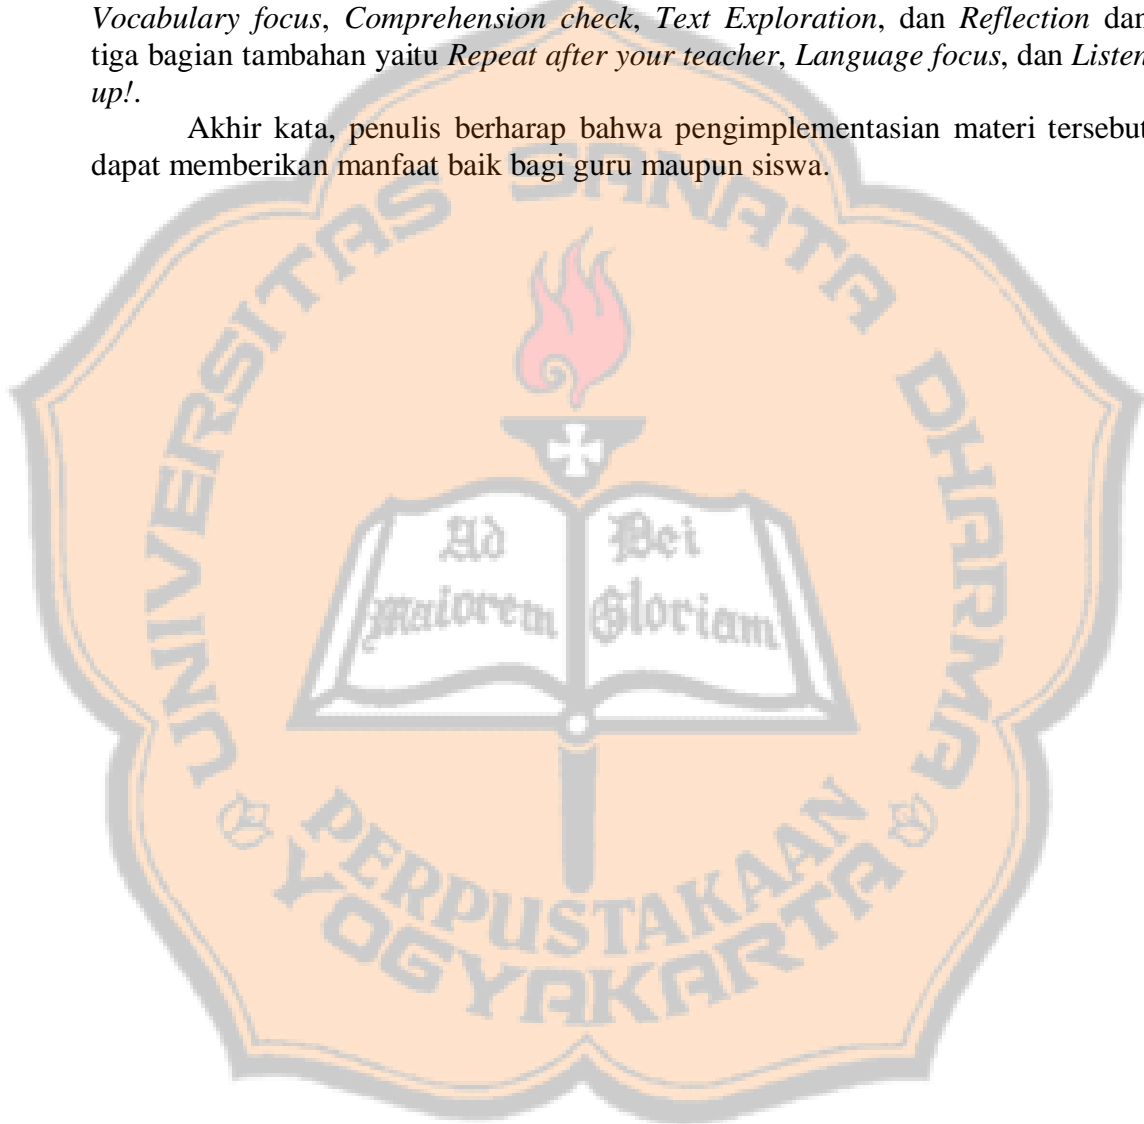 Vocabulary focus, Comprehension check, Text Exploration, dan Reflection dan
tiga bagian tambahan yaitu Repeat after your teacher, Language focus, dan Listen
up!.
Akhir kata, penulis berharap bahwa pengimplementasian materi tersebut
dapat memberikan manfaat baik bagi guru maupun siswa.
UNIVERSITAS SANATA DHARMA
Ad Dei
Maiorem Gloriam
PERPUSTAKAAN
YOGYAKARTA